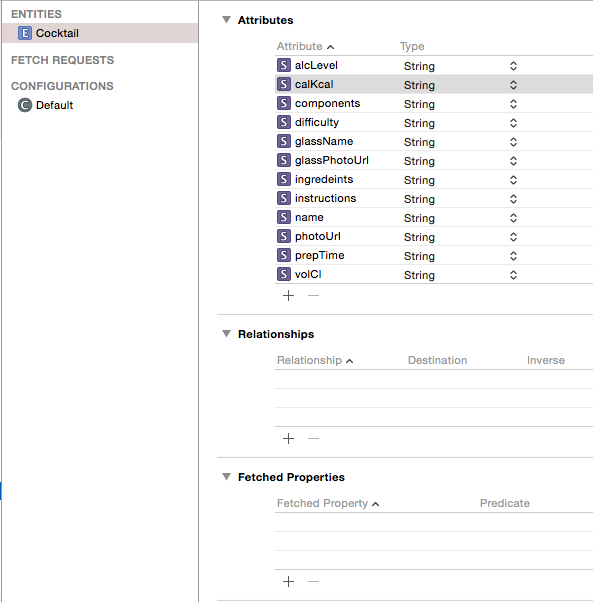 ENTITIES
E Cocktail
FETCH REQUESTS
CONFIGURATIONS
C Default
Attributes
Attribute Type
S alcLevel String
S calKcal String
S components String
S difficulty String
S glassName String
S glassPhotoUrl String
S ingredeints String
S instructions String
S name String
S photoUrl String
S prepTime String
S volCl String
+ —
Relationships
Relationship Destination Inverse
+ —
Fetched Properties
Fetched Property Predicate
+ —